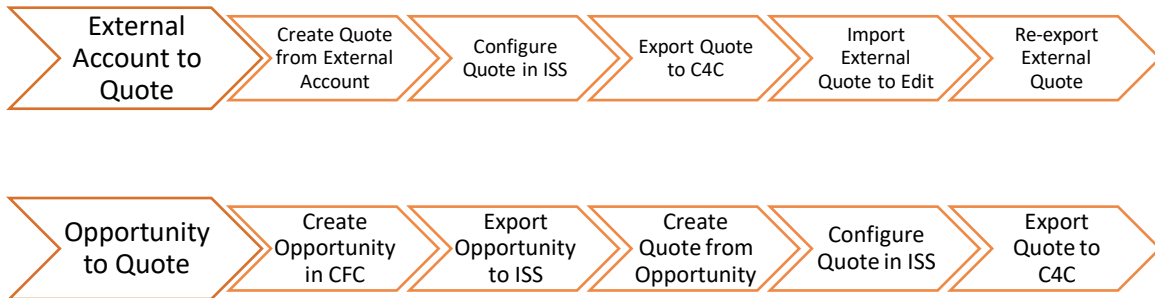 External
Account to
Quote
Create Quote
from External
Account
Configure
Quote in ISS
Export Quote
to C4C
Import
External
Quote to Edit
Re-export
External
Quote
Opportunity
to Quote
Create
Opportunity
in CFC
Export
Opportunity
to ISS
Create
Quote from
Opportunity
Configure
Quote in ISS
Export
Quote to
C4C